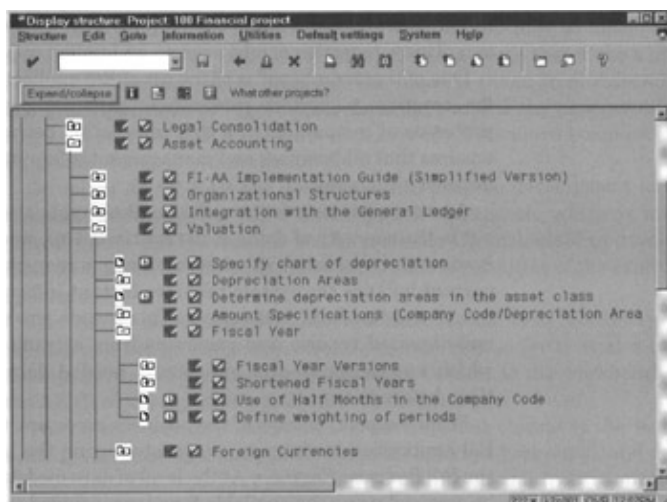 *Display structure: Project: 100 Financial project
Structure Edit Goto Information Utilities Default settings System Help
Expand/collapse What other projects?
Legal Consolidation
Asset Accounting
FI-AA Implementation Guide (Simplified Version)
Organizational Structures
Integration with the General Ledger
Valuation
Specify chart of depreciation
Depreciation Areas
Determine depreciation areas in the asset class
Amount Specifications (Company Code/Depreciation Area
Fiscal Year
Fiscal Year Versions
Shortened Fiscal Years
Use of Half Months in the Company Code
Define weighting of periods
Foreign Currencies